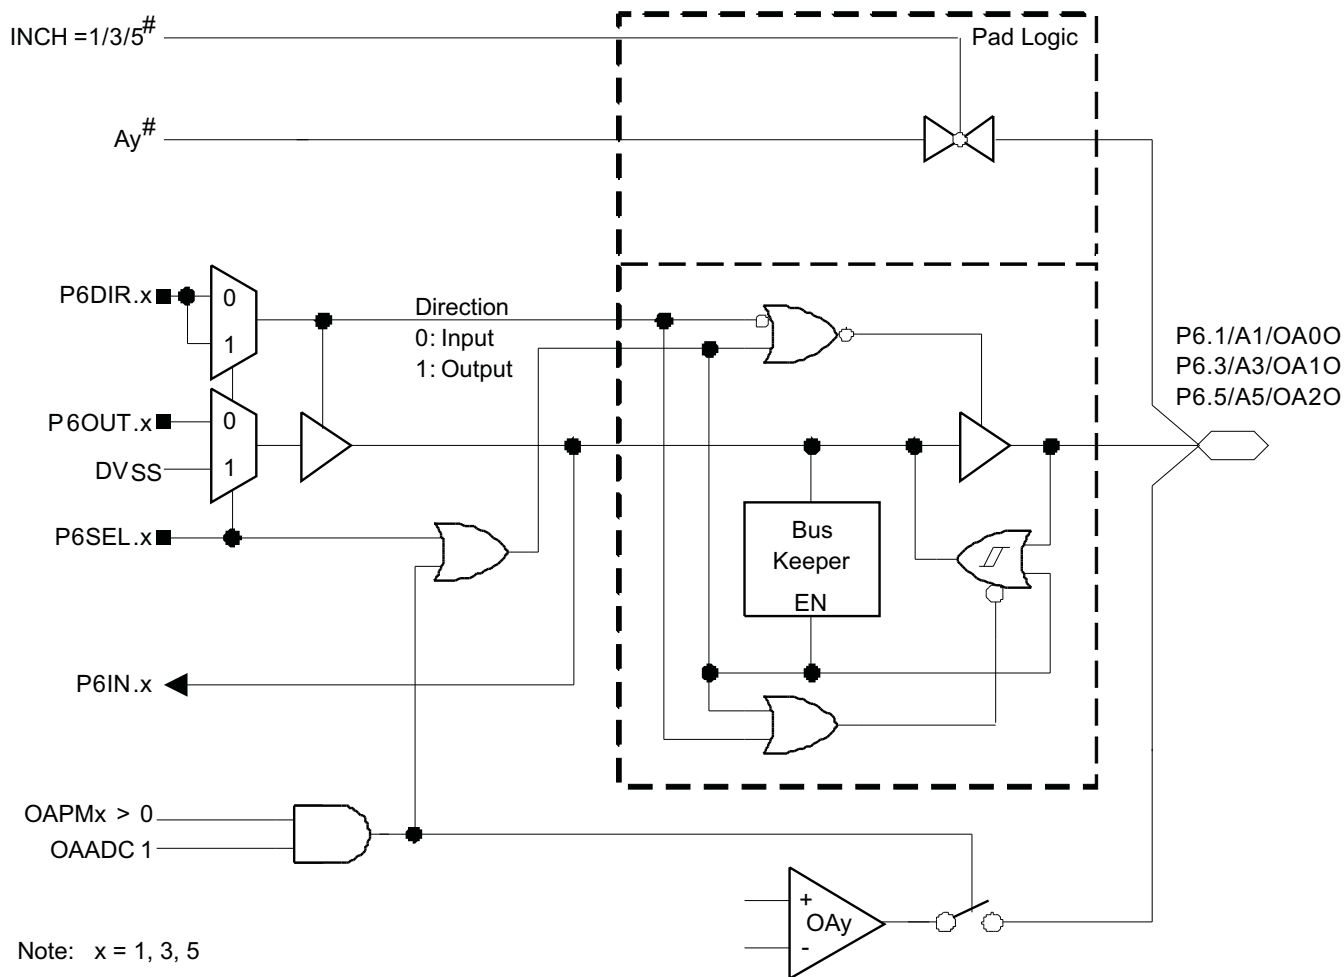 INCH =1/3/5#
Pad Logic
Ay#
P6DIR.x
0
1
Direction
0: Input
1: Output
P6.1/A1/OA0O
P6.3/A3/OA1O
P6.5/A5/OA2O
P6OUT.x
0
DVSS
1
P6SEL.x
Bus
Keeper
EN
P6IN.x
OAPMx > 0
OAADC 1
+
OAy
-
Note: x = 1, 3, 5